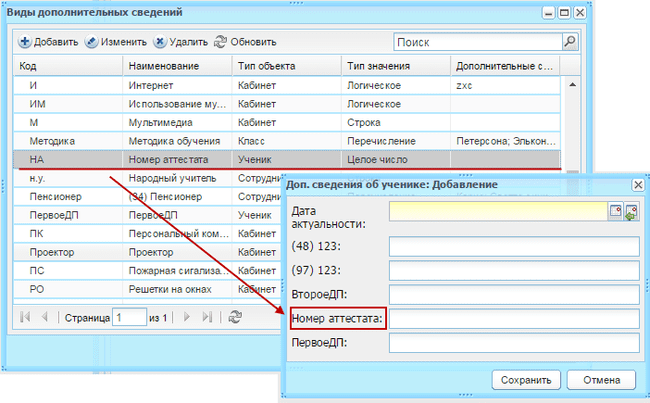 Виды дополнительных сведений
Добавить Изменить Удалить Обновить Поиск
Код Наименование Тип объекта Тип значения Дополнительные с...
И Интернет Кабинет Логическое zxc
ИМ Использование му... Кабинет Логическое
М Мультимедиа Кабинет Строка
Методика Методика обучения Класс Перечисление Петерсона; Элькон...
НА Номер аттестата Ученик Целое число
н.у. Народный учитель Сотрудни
Пенсионер (94) Пенсионер Сотрудни
ПервоеДП ПервоеДП Ученик
ПК Персональный ком... Кабинет
Проектор Проектор Кабинет
ПС Пожарная сигализа... Кабинет
РО Решетки на окнах Кабинет
Страница 1 из 1
Доп. сведения об ученике: Добавление
Дата
актуальности:
(48) 123:
(97) 123:
ВтороеДП:
Номер аттестата:
ПервоеДП:
Сохранить Отмена